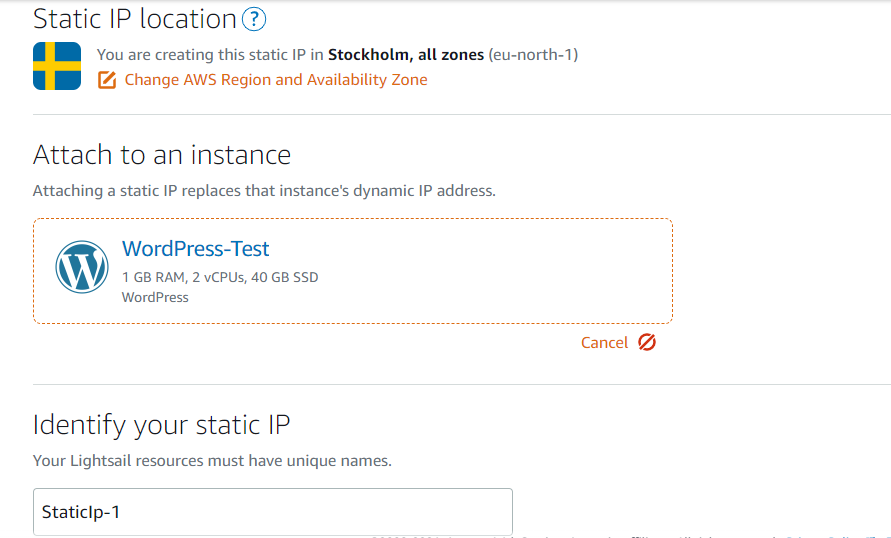 Static IP location ?
You are creating this static IP in Stockholm, all zones (eu-north-1)
Change AWS Region and Availability Zone
Attach to an instance
Attaching a static IP replaces that instance's dynamic IP address.
WordPress-Test
1 GB RAM, 2 vCPUs, 40 GB SSD
WordPress
Cancel
Identify your static IP
Your Lightsail resources must have unique names.
StaticIp-1